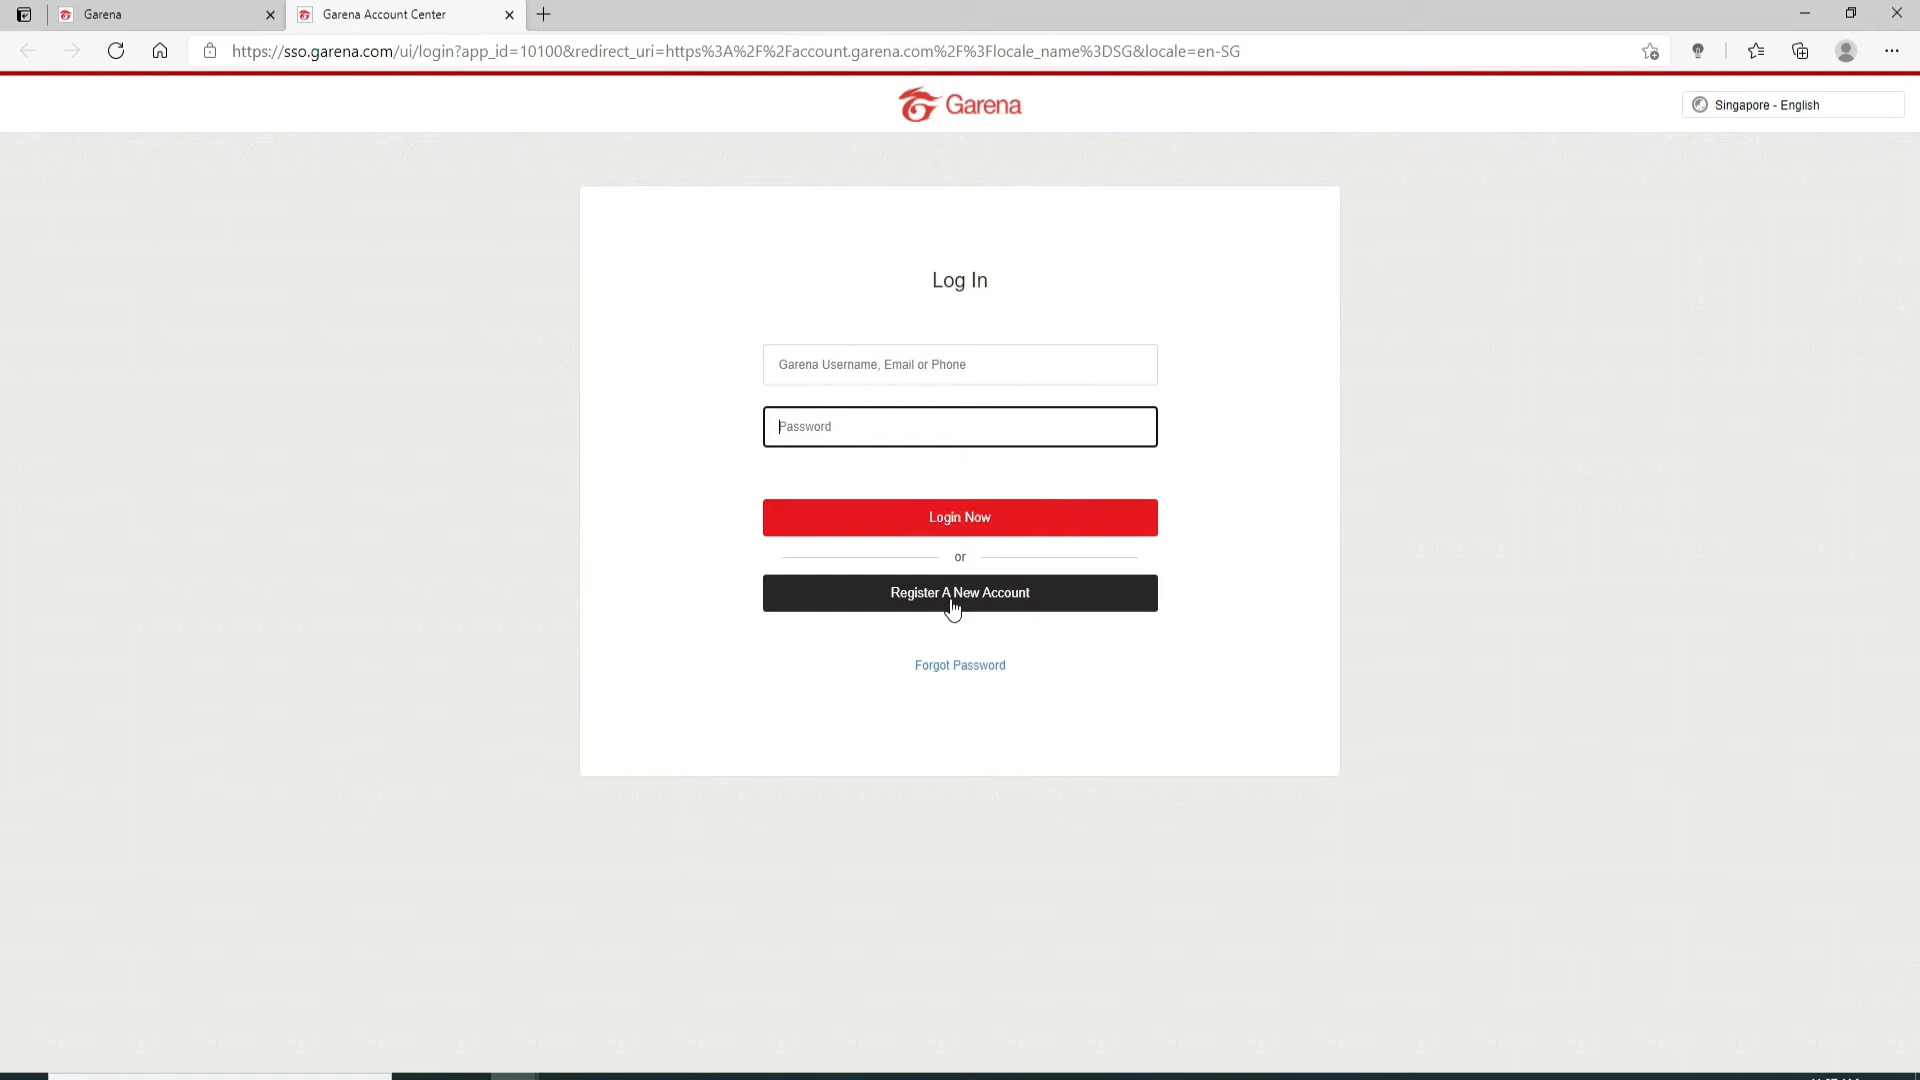 Garena
Garena Account Center
https://sso.garena.com/ui/login?app_id=10100&redirect_uri=https%3A%2F%2Faccount.garena.com%2F%3Flocale_name%3DSG&locale=en-SG
Garena
Singapore - English
Log In
Garena Username, Email or Phone
Password
Login Now
or
Register A New Account
Forgot Password